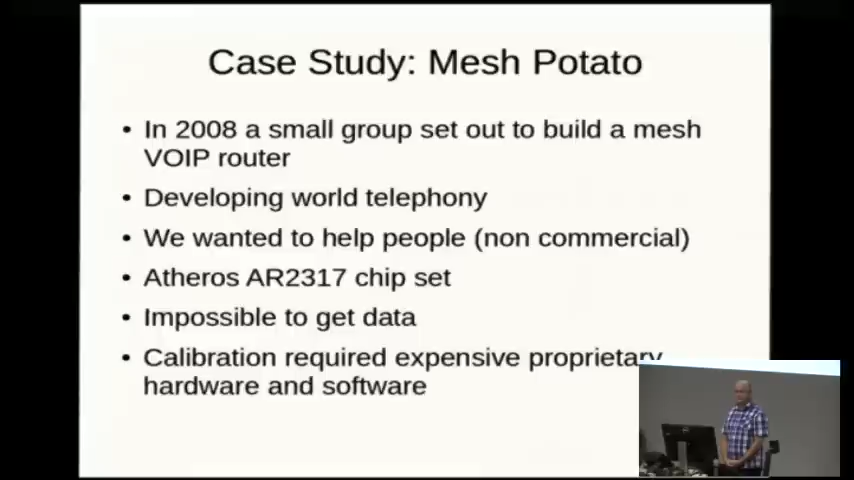 Case Study: Mesh Potato
• In 2008 a small group set out to build a mesh
VOIP router
• Developing world telephony
• We wanted to help people (non commercial)
• Atheros AR2317 chip set
• Impossible to get data
• Calibration required expensive proprietary
hardware and software